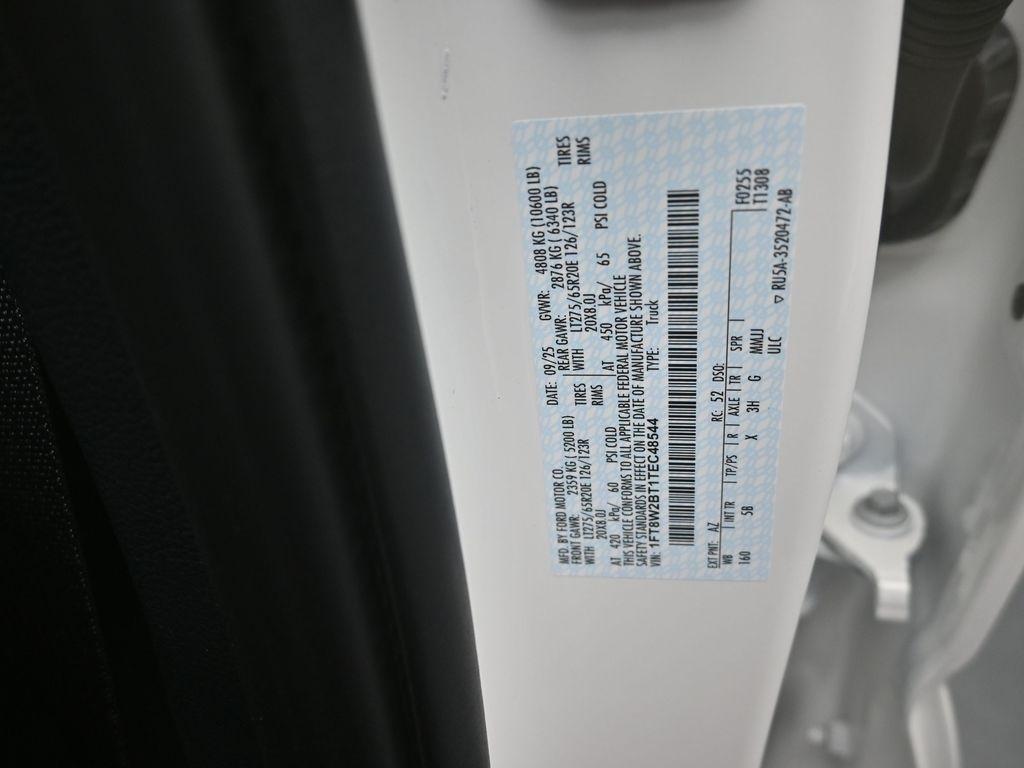 MFD. BY FORD MOTOR CO.
DATE: 09/25 GVWR: 4808 KG (10600 LB)
FRONT GAWR: 2359 KG ( 5200 LB) REAR GAWR: 2876 KG ( 6340 LB)
WITH LT275/65R20E 126/123R TIRES WITH LT275/65R20E 126/123R TIRES
20X8.0J RIMS 20X8.0J RIMS
AT 420 kPa/ 60 PSI COLD AT 450 kPa/ 65 PSI COLD
THIS VEHICLE CONFORMS TO ALL APPLICABLE FEDERAL MOTOR VEHICLE
SAFETY STANDARDS IN EFFECT ON THE DATE OF MANUFACTURE SHOWN ABOVE.
VIN: 1FT8W2BT1TEC48544 TYPE: Truck
EXT PNT: AZ RC: 52 DSO: F0255
WB INT TR TP/PS R AXLE TR SPR T1308
160 5B X 3H G MMJJ
ULC ▽ RU5A-3520472-AB